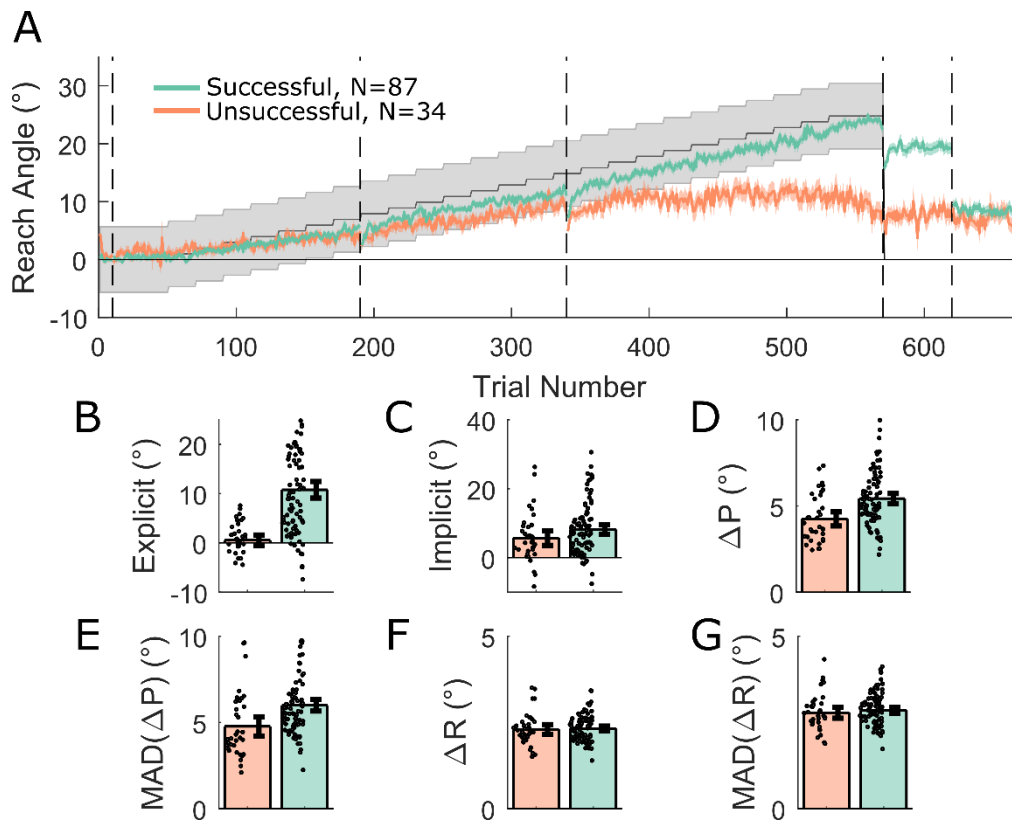 A
Reach Angle (°)
30
20
10
0
-10
Successful, N=87
Unsuccessful, N=34
0 100 200 300 400 500 600
Trial Number
B
Explicit (°)
20
10
0
-10
C
Implicit (°)
40
20
0
D
ΔP (°)
10
5
0
E
MAD(ΔP) (°)
10
5
0
F
ΔR (°)
5
0
G
MAD(ΔR) (°)
5
0